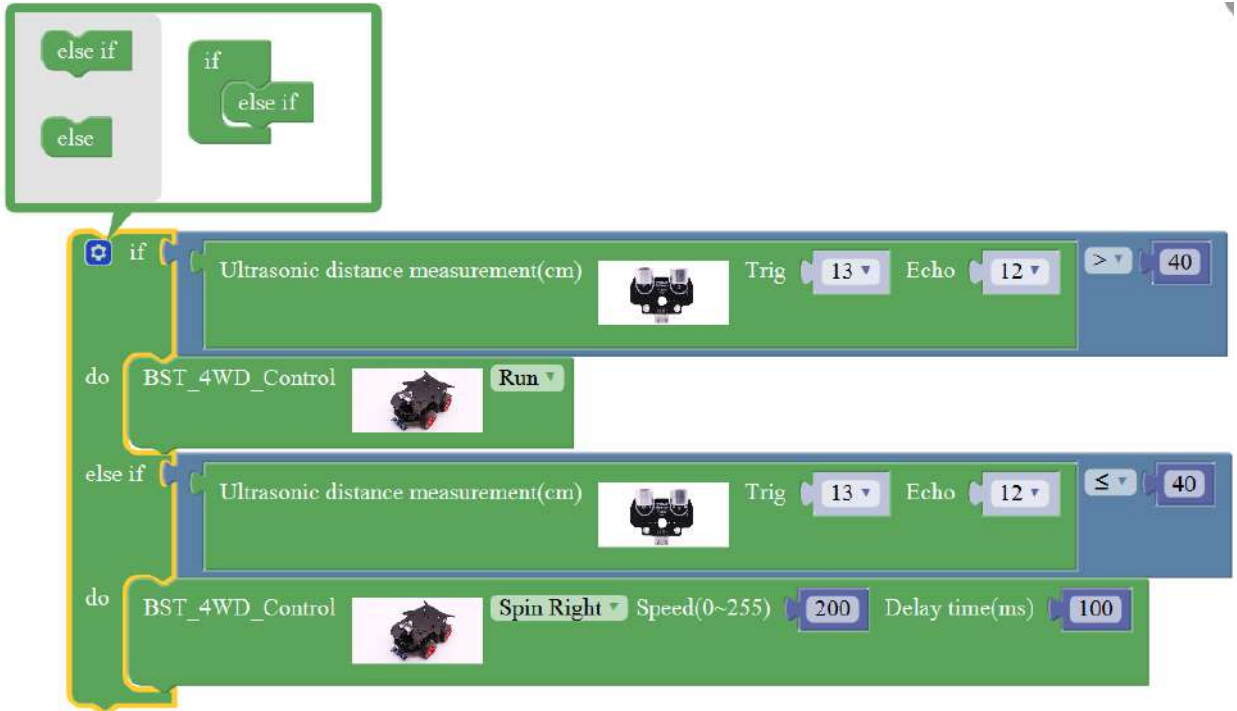 else if
if
else if
else
if Ultrasonic distance measurement(cm) Trig 13 Echo 12 > 40
do BST_4WD_Control Run
else if Ultrasonic distance measurement(cm) Trig 13 Echo 12 ≤ 40
do BST_4WD_Control Spin Right Speed(0~255) 200 Delay time(ms) 100